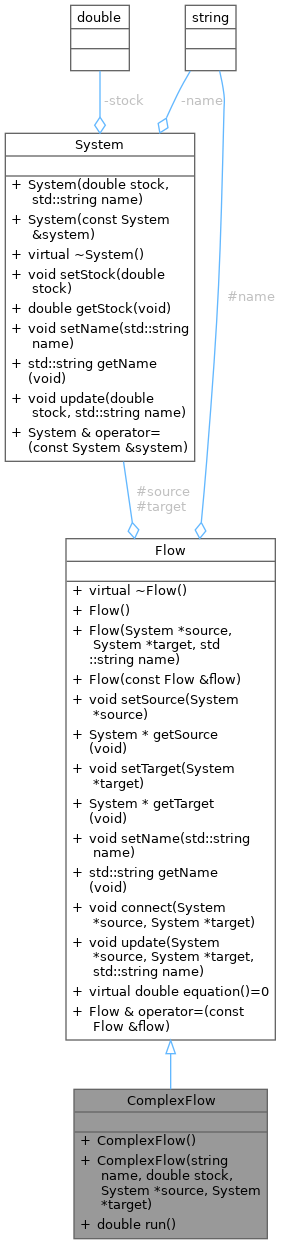 double
string
-stock
-name
System
+ System(double stock,
std::string name)
+ System(const System
&system)
+ virtual ~System()
+ void setStock(double
stock)
+ double getStock(void)
+ void setName(std::string
name)
+ std::string getName
(void)
+ void update(double
stock, std::string name)
+ System & operator=
(const System &system)
#name
#source
#target
Flow
+ virtual ~Flow()
+ Flow()
+ Flow(System *source,
System *target, std
::string name)
+ Flow(const Flow &flow)
+ void setSource(System
*source)
+ System * getSource
(void)
+ void setTarget(System
*target)
+ System * getTarget
(void)
+ void setName(std::string
name)
+ std::string getName
(void)
+ void connect(System
*source, System *target)
+ void update(System
*source, System *target,
std::string name)
+ virtual double equation()=0
+ Flow & operator=(const
Flow &flow)
ComplexFlow
+ ComplexFlow()
+ ComplexFlow(string
name, double stock,
System *source, System
*target)
+ double run()